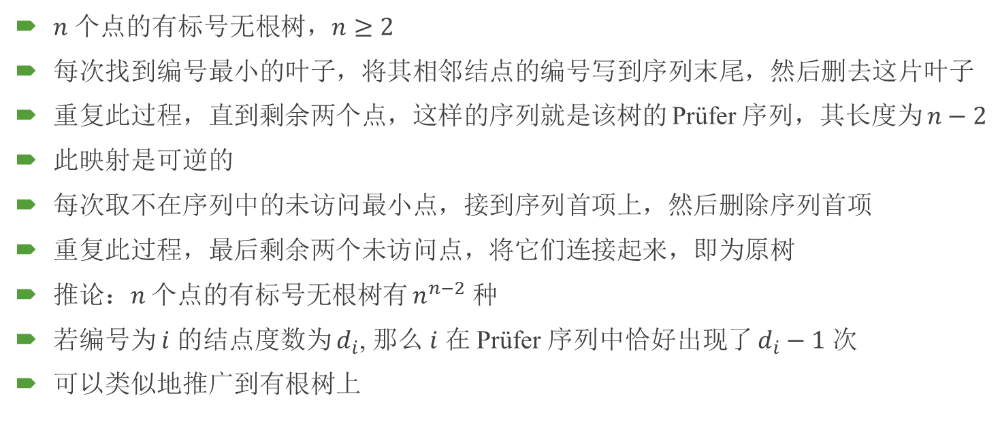 n 个点的有标号无根树，n ≥ 2
每次找到编号最小的叶子，将其相邻结点的编号写到序列末尾，然后删去这片叶子
重复此过程，直到剩余两个点，这样的序列就是该树的 Prüfer 序列，其长度为 n − 2
此映射是可逆的
每次取不在序列中的未访问最小点，接到序列首项上，然后删除序列首项
重复此过程，最后剩余两个未访问点，将它们连接起来，即为原树
推论：n 个点的有标号无根树有 nⁿ⁻² 种
若编号为 i 的结点度数为 dᵢ, 那么 i 在 Prüfer 序列中恰好出现了 dᵢ − 1 次
可以类似地推广到有根树上